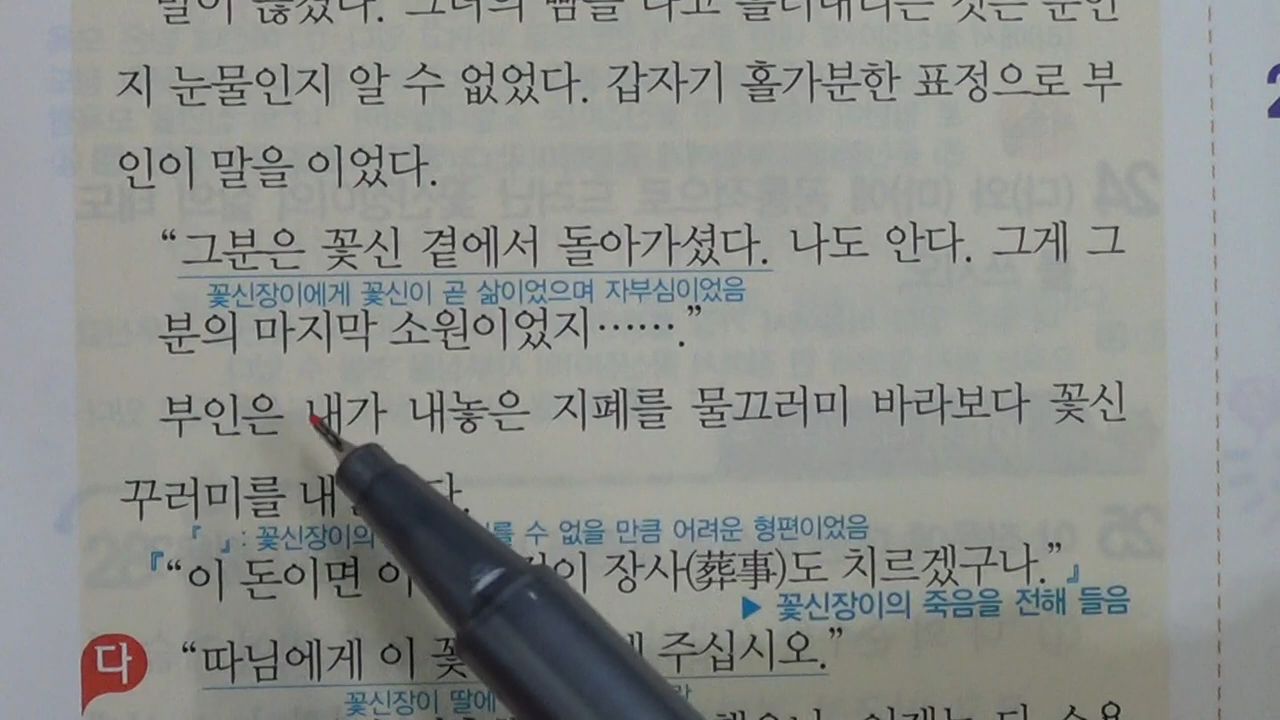 지 눈물인지 알 수 없었다. 갑자기 홀가분한 표정으로 부
인이 말을 이었다.
“그분은 꽃신 곁에서 돌아가셨다. 나도 안다. 그게 그
꽃신장이에게 꽃신이 곧 삶이었으며 자부심이었음
분의 마지막 소원이었지…….”
부인은 내가 내놓은 지폐를 물끄러미 바라보다 꽃신
꾸러미를 내
『 』: 꽃신장이의 수 없을 만큼 어려운 형편이었음
『“이 돈이면 장사(葬事)도 치르겠구나.”』
▶ 꽃신장이의 죽음을 전해 들음
다 “따님에게 이 주십시오.”
꽃신장이 딸에